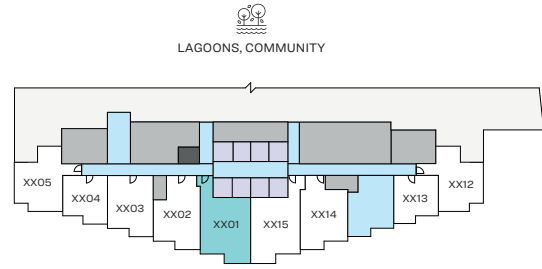 LAGOONS, COMMUNITY
XX05
XX04
XX03
XX02
XX01
XX15
XX14
XX13
XX12